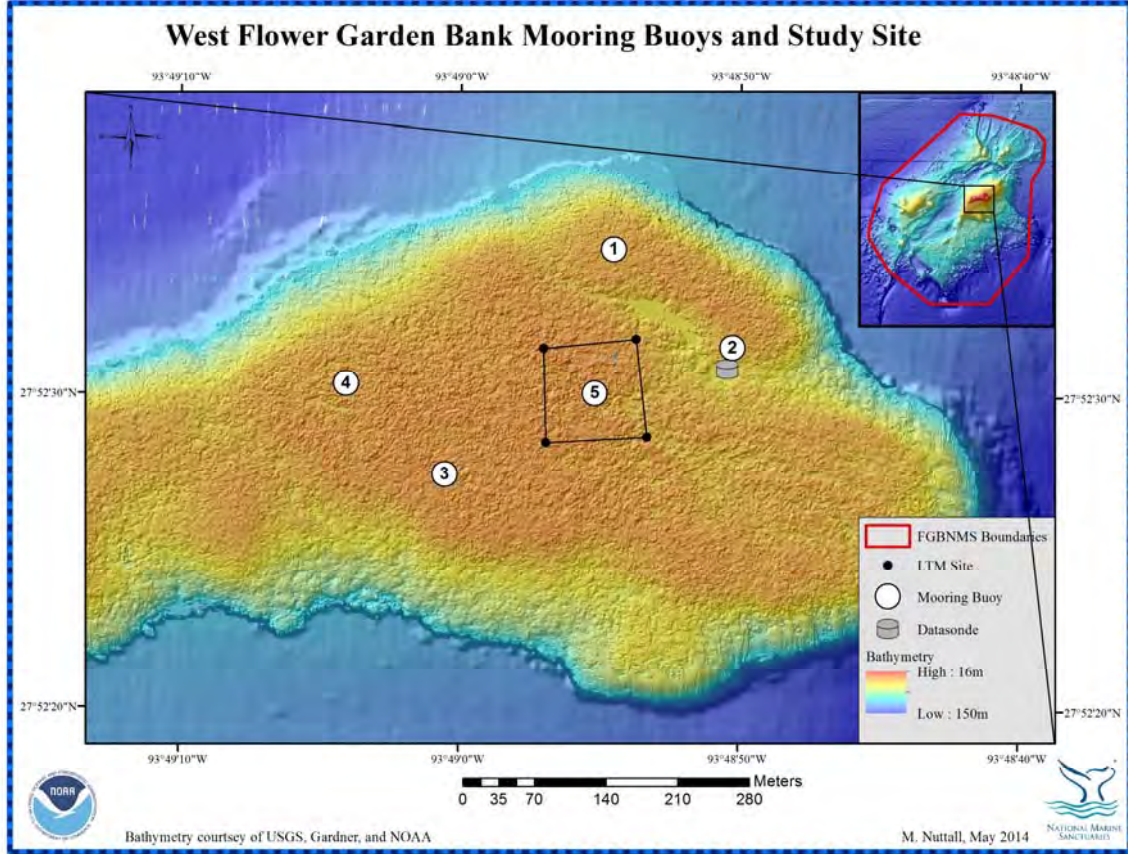 West Flower Garden Bank Mooring Buoys and Study Site
93°49'10"W 93°49'0"W 93°48'50"W 93°48'40"W
1
2
4
27°52'30"N 5 27°52'30"N
3
FGBNMS Boundaries
LTM Site
Mooring Buoy
Datasonde
Bathymetry
High : 16m
Low : 150m
27°52'20"N 27°52'20"N
93°49'10"W 93°49'0"W 93°48'50"W 93°48'40"W
Meters
0 35 70 140 210 280
NOAA
NATIONAL MARINE
SANCTUARIES
Bathymetry courtsey of USGS, Gardner, and NOAA
M. Nuttall, May 2014